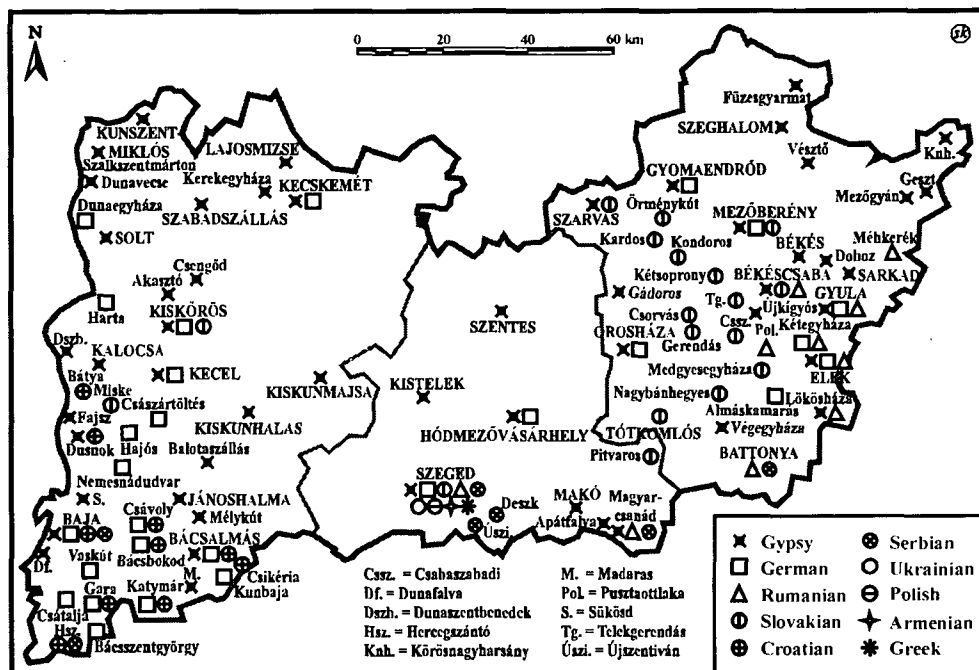 N
0 20 40 60 km
sk
Füzesgyarmat
KUNSZENT-
MIKLÓS
SZEGHALOM
Szalkszentmárton
LAJOSMIZSE
Vésztő
Knh.
Dunavecse
Kerekegyháza
KECSKEMÉT
GYOMAENDRŐD
Geszt
Dunaegyháza
SZABADSZÁLLÁS
SZARVAS
Örménykút
Mezőgyán
MEZŐBERÉNY
SOLT
Kardos
Kondoros
BÉKÉS
Méhkerék
Doboz
Csengőd
Kétsoprony
BÉKÉSCSABA
SARKAD
Akasztó
Gádoros
Tg.
Újkígyós
GYULA
Harta
KISKŐRÖS
SZENTES
Csorvás
Cssz.
Kétegyháza
Dszb.
OROSHÁZA
Pol.
KALOCSA
Gerendás
Bátya
KECEL
Medgyesegyháza
ELEK
Miske
KISKUNMAJSA
KISTELEK
Nagybánhegyes
Lőkösháza
Császártöltés
Fajsz
KISKUNHALAS
Almáskamarás
Dusnok
Hajós
HÓDMEZŐVÁSÁRHELY
TÓTKOMLÓS
Végegyháza
Balotaszállás
Pitvaros
BATTONYA
Nemesnádudvar
SZEGED
S.
JÁNOSHALMA
Deszk
MAKÓ
Magyar-
csanád
Csávoly
Mélykút
Apátfalva
BAJA
Úszi.
Df.
Vaskút
Bácsbokod
BÁCSALMÁS
Csikéria
M.
Kunbaja
Gara
Katymár
Csátalja
Hsz.
Bácsszentgyörgy
Cssz. = Csabaszabadi
Df. = Dunafalva
Dszb. = Dunaszentbenedek
Hsz. = Hercegszántó
Knh. = Körösnagyharsány
M. = Madaras
Pol. = Pusztaottlaka
S. = Sükösd
Tg. = Telekgerendás
Úszi. = Újszentiván
Gypsy
German
Rumanian
Slovakian
Croatian
Serbian
Ukrainian
Polish
Armenian
Greek